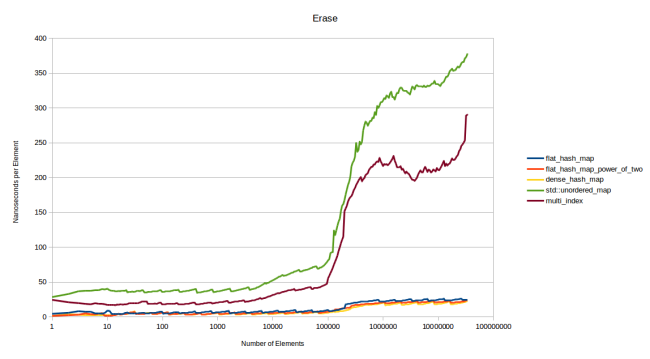 Erase
400
350
300
250
200
150
100
50
0
Nanoseconds per Element
1 10 100 1000 10000 100000 1000000 10000000 100000000
Number of Elements
flat_hash_map
flat_hash_map_power_of_two
dense_hash_map
std::unordered_map
multi_index